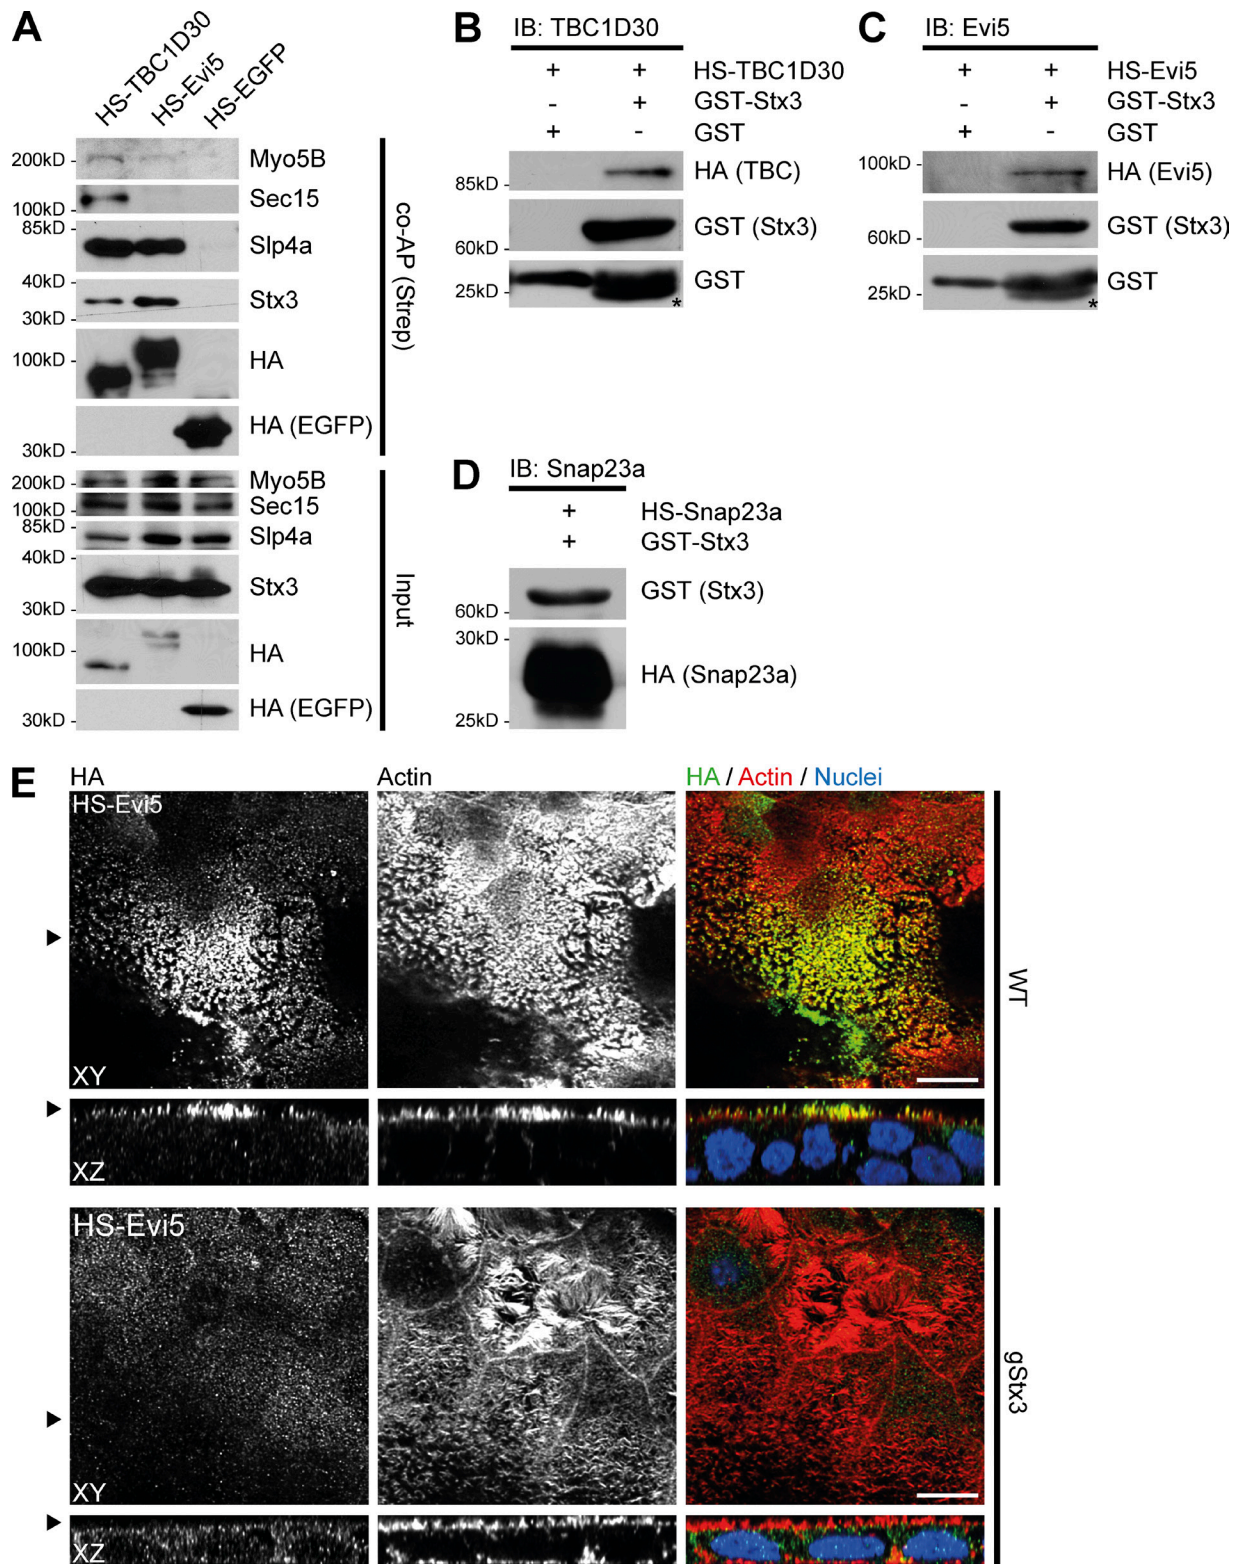 A
HS-TBC1D30
HS-Evi5
HS-EGFP
200kD
Myo5B
Sec15
100kD
85kD
Slp4a
40kD
Stx3
30kD
100kD
HA
HA (EGFP)
30kD
co-AP (Strep)
200kD
Myo5B
100kD
Sec15
85kD
Slp4a
40kD
Stx3
30kD
100kD
HA
30kD
HA (EGFP)
Input
B
IB: TBC1D30
+ + HS-TBC1D30
- + GST-Stx3
+ - GST
85kD
HA (TBC)
GST (Stx3)
60kD
25kD
GST
*
C
IB: Evi5
+ + HS-Evi5
- + GST-Stx3
+ - GST
100kD
HA (Evi5)
GST (Stx3)
60kD
25kD
GST
*
D
IB: Snap23a
+ HS-Snap23a
+ GST-Stx3
GST (Stx3)
60kD
30kD
HA (Snap23a)
25kD
E
HA
Actin
HA / Actin / Nuclei
HS-Evi5
XY
XZ
WT
HS-Evi5
XY
XZ
gStx3